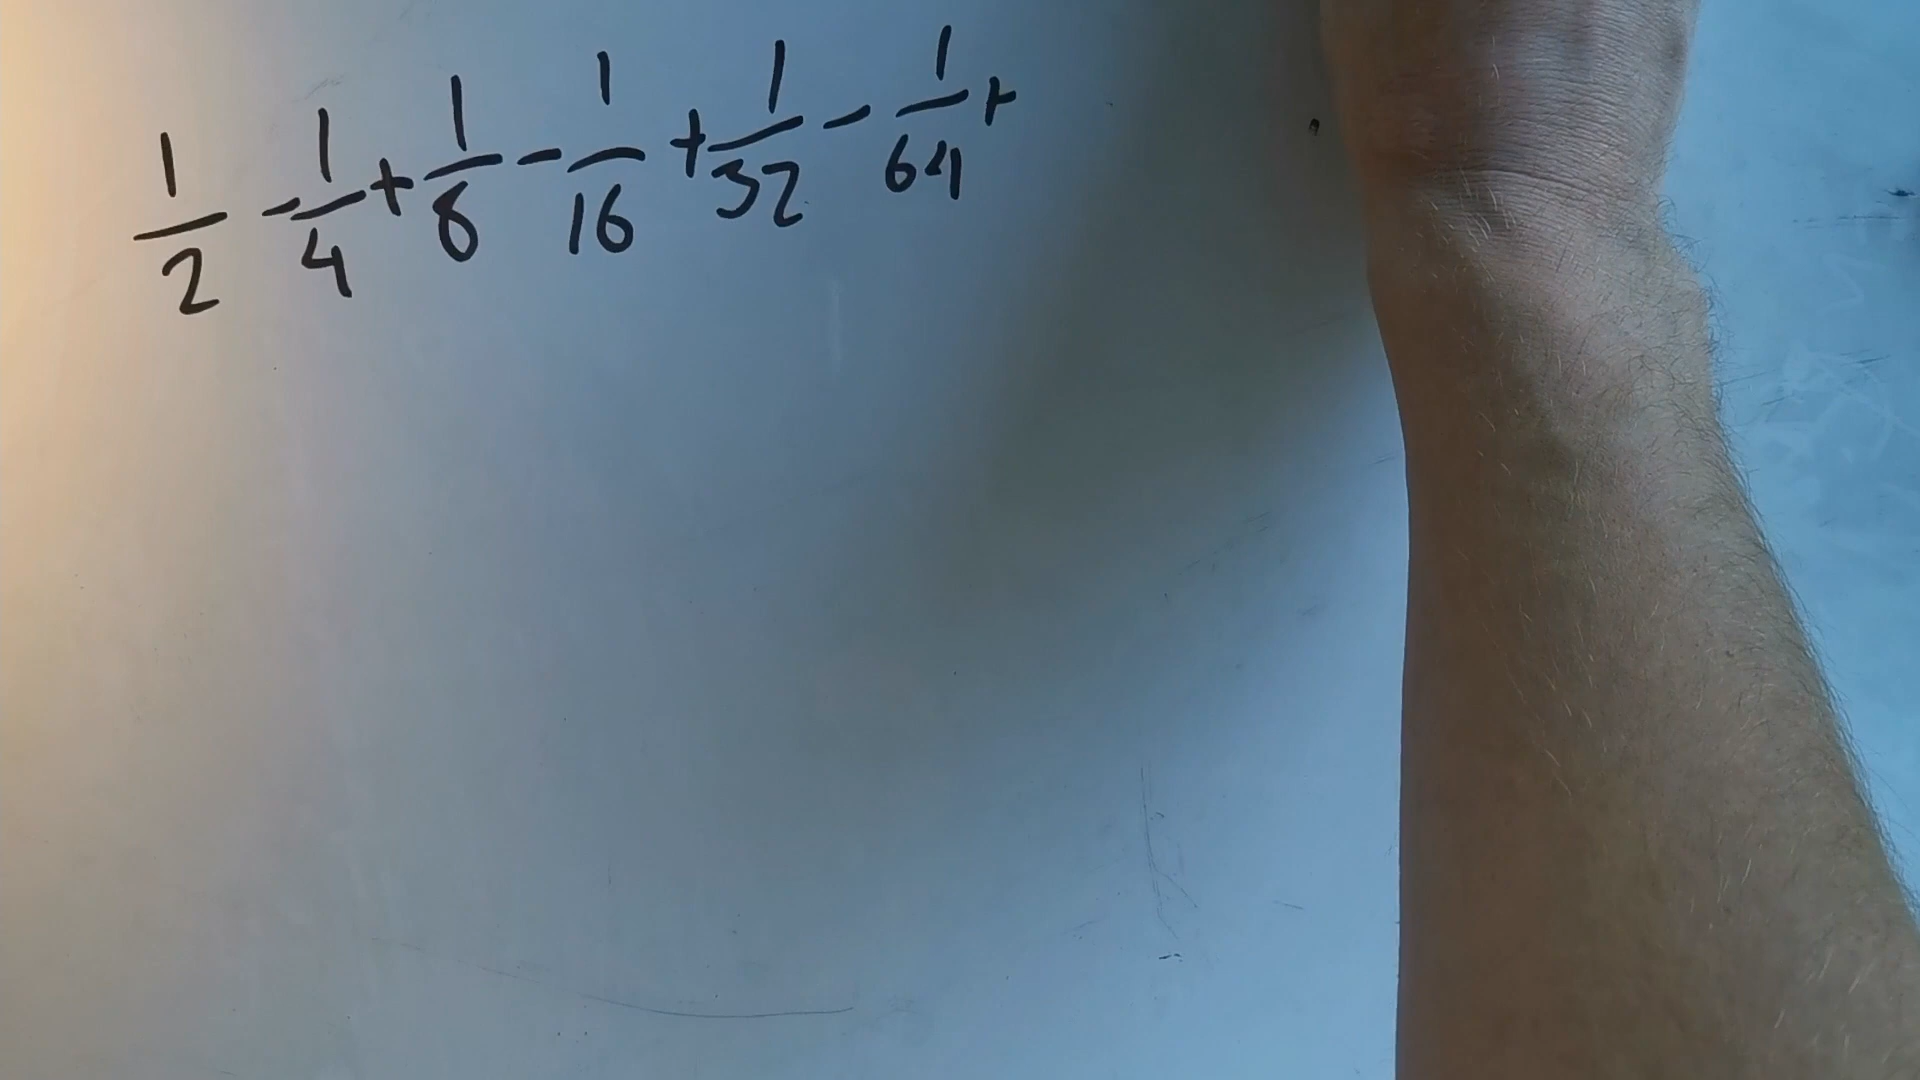 1/2 - 1/4 + 1/8 - 1/16 + 1/32 - 1/64 +